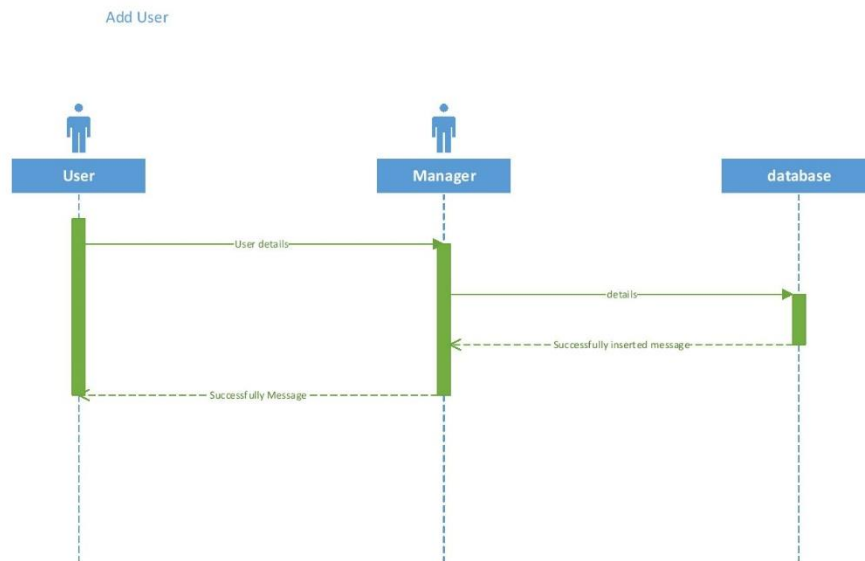 Add User
User
Manager
database
User details
details
Successfully inserted message
Successfully Message